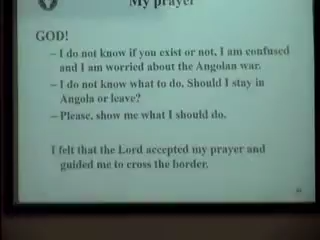 My prayer
GOD!
– I do not know if you exist or not, I am confused
and I am worried about the Angolan war.
– I do not know what to do. Should I stay in
Angola or leave?
– Please, show me what I should do.
I felt that the Lord accepted my prayer and
guided me to cross the border.